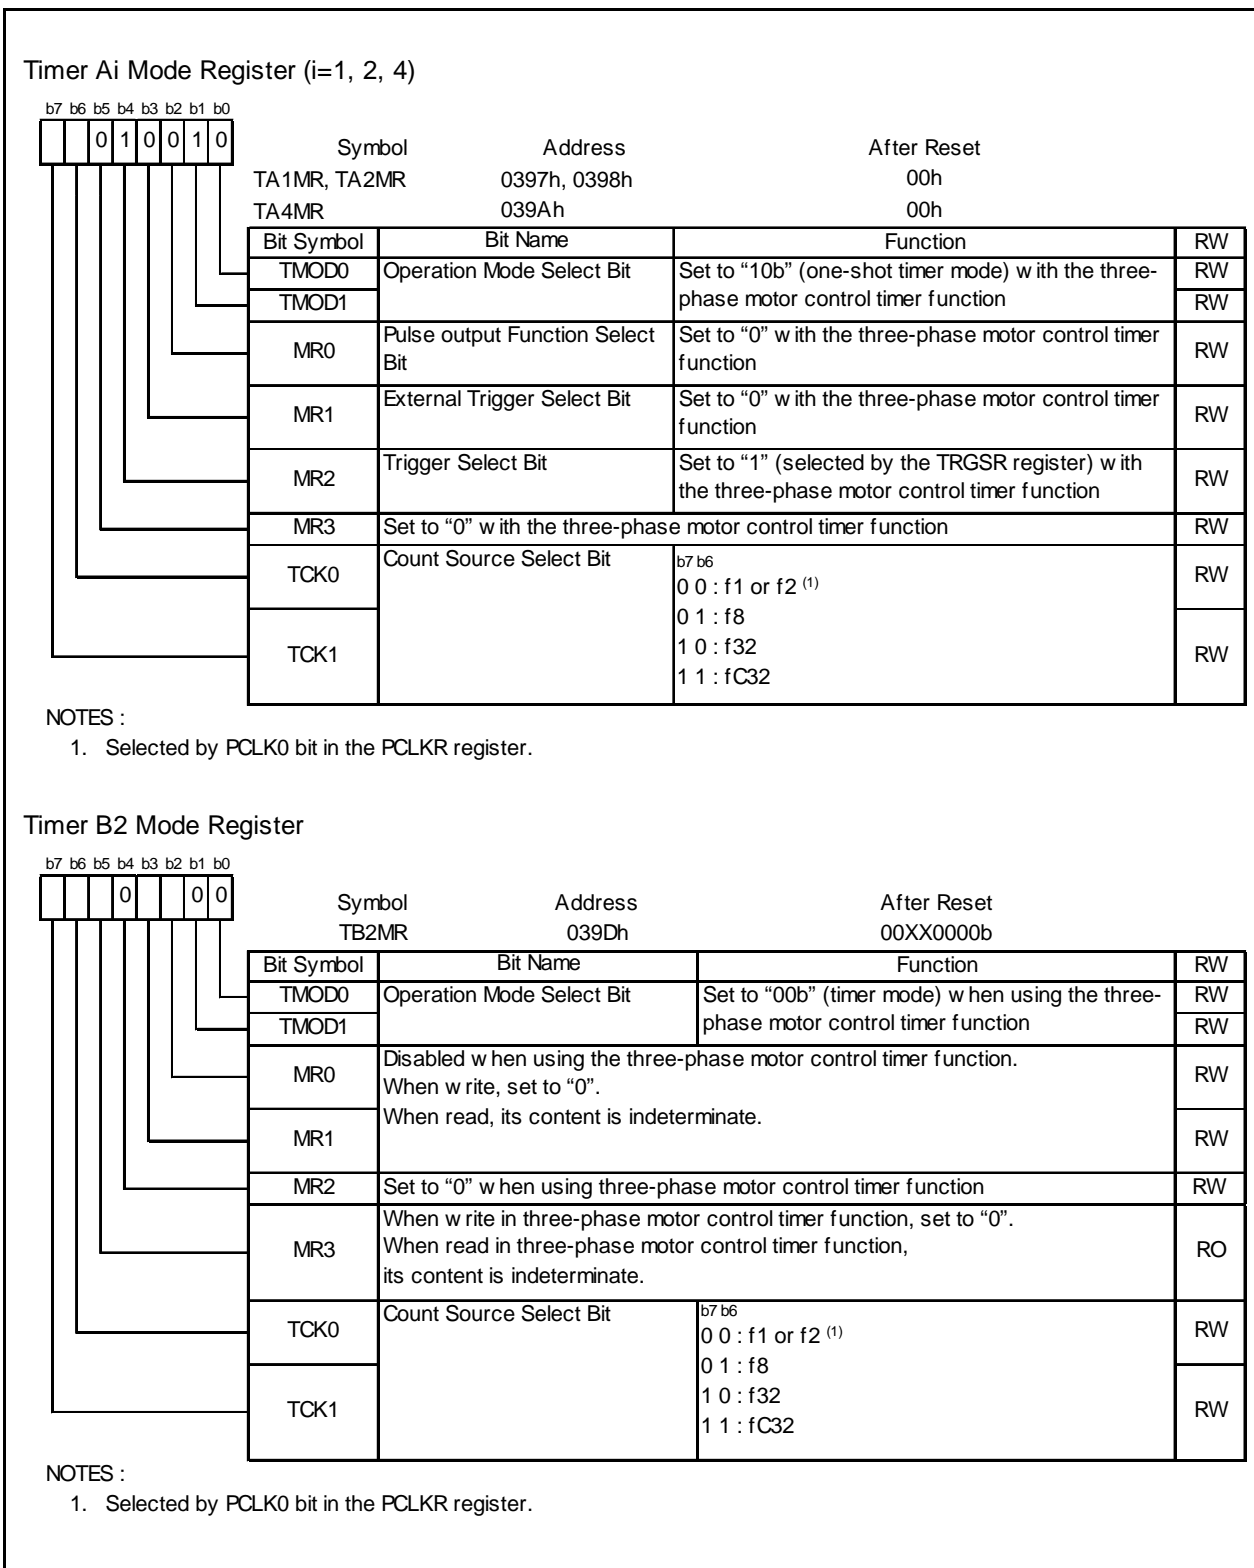 Timer Ai Mode Register (i=1, 2, 4)
b7 b6 b5 b4 b3 b2 b1 b0
0 1 0 0 1 0
Symbol Address After Reset
TA1MR, TA2MR 0397h, 0398h 00h
TA4MR 039Ah 00h
Bit Symbol Bit Name Function RW
TMOD0 Operation Mode Select Bit Set to “10b” (one-shot timer mode) with the three- RW
TMOD1 phase motor control timer function RW
MR0 Pulse output Function Select Set to “0” with the three-phase motor control timer RW
Bit function
MR1 External Trigger Select Bit Set to “0” with the three-phase motor control timer RW
function
MR2 Trigger Select Bit Set to “1” (selected by the TRGSR register) with RW
the three-phase motor control timer function
MR3 Set to “0” with the three-phase motor control timer function RW
TCK0 Count Source Select Bit b7 b6 RW
0 0 : f1 or f2 (1)
0 1 : f8
TCK1 1 0 : f32 RW
1 1 : fC32
NOTES :
1. Selected by PCLK0 bit in the PCLKR register.
Timer B2 Mode Register
b7 b6 b5 b4 b3 b2 b1 b0
0 0 0
Symbol Address After Reset
TB2MR 039Dh 00XX0000b
Bit Symbol Bit Name Function RW
TMOD0 Operation Mode Select Bit Set to “00b” (timer mode) when using the three- RW
TMOD1 phase motor control timer function RW
MR0 Disabled when using the three-phase motor control timer function. RW
When write, set to “0”.
When read, its content is indeterminate.
MR1 RW
MR2 Set to “0” when using three-phase motor control timer function RW
When write in three-phase motor control timer function, set to “0”.
MR3 When read in three-phase motor control timer function, RO
its content is indeterminate.
TCK0 Count Source Select Bit b7 b6 RW
0 0 : f1 or f2 (1)
0 1 : f8
TCK1 1 0 : f32 RW
1 1 : fC32
NOTES :
1. Selected by PCLK0 bit in the PCLKR register.